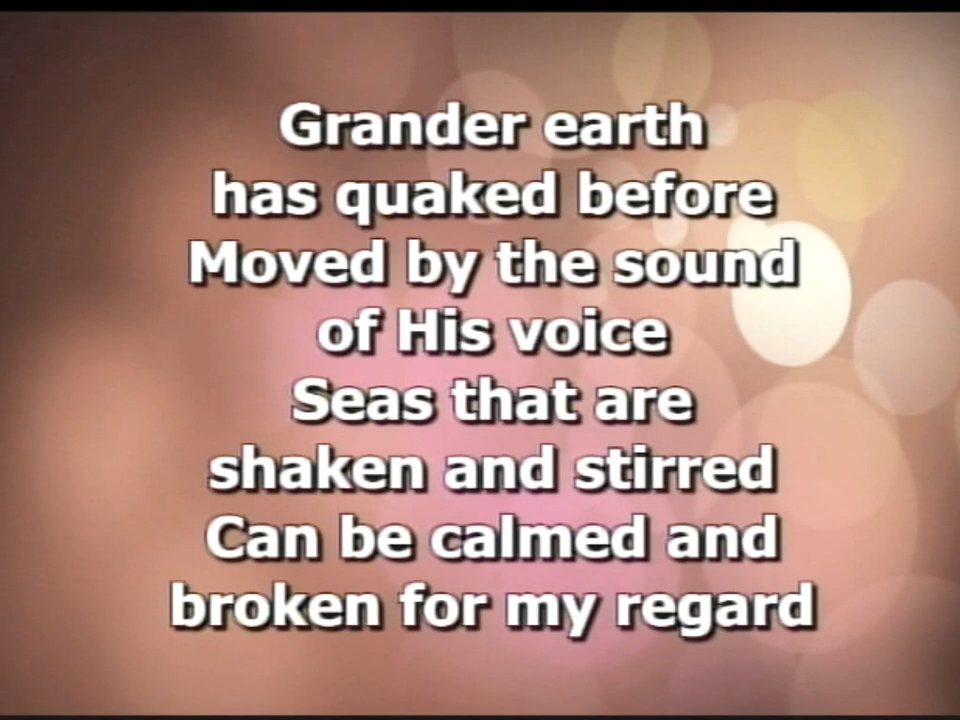 Grander earth
has quaked before
Moved by the sound
of His voice
Seas that are
shaken and stirred
Can be calmed and
broken for my regard